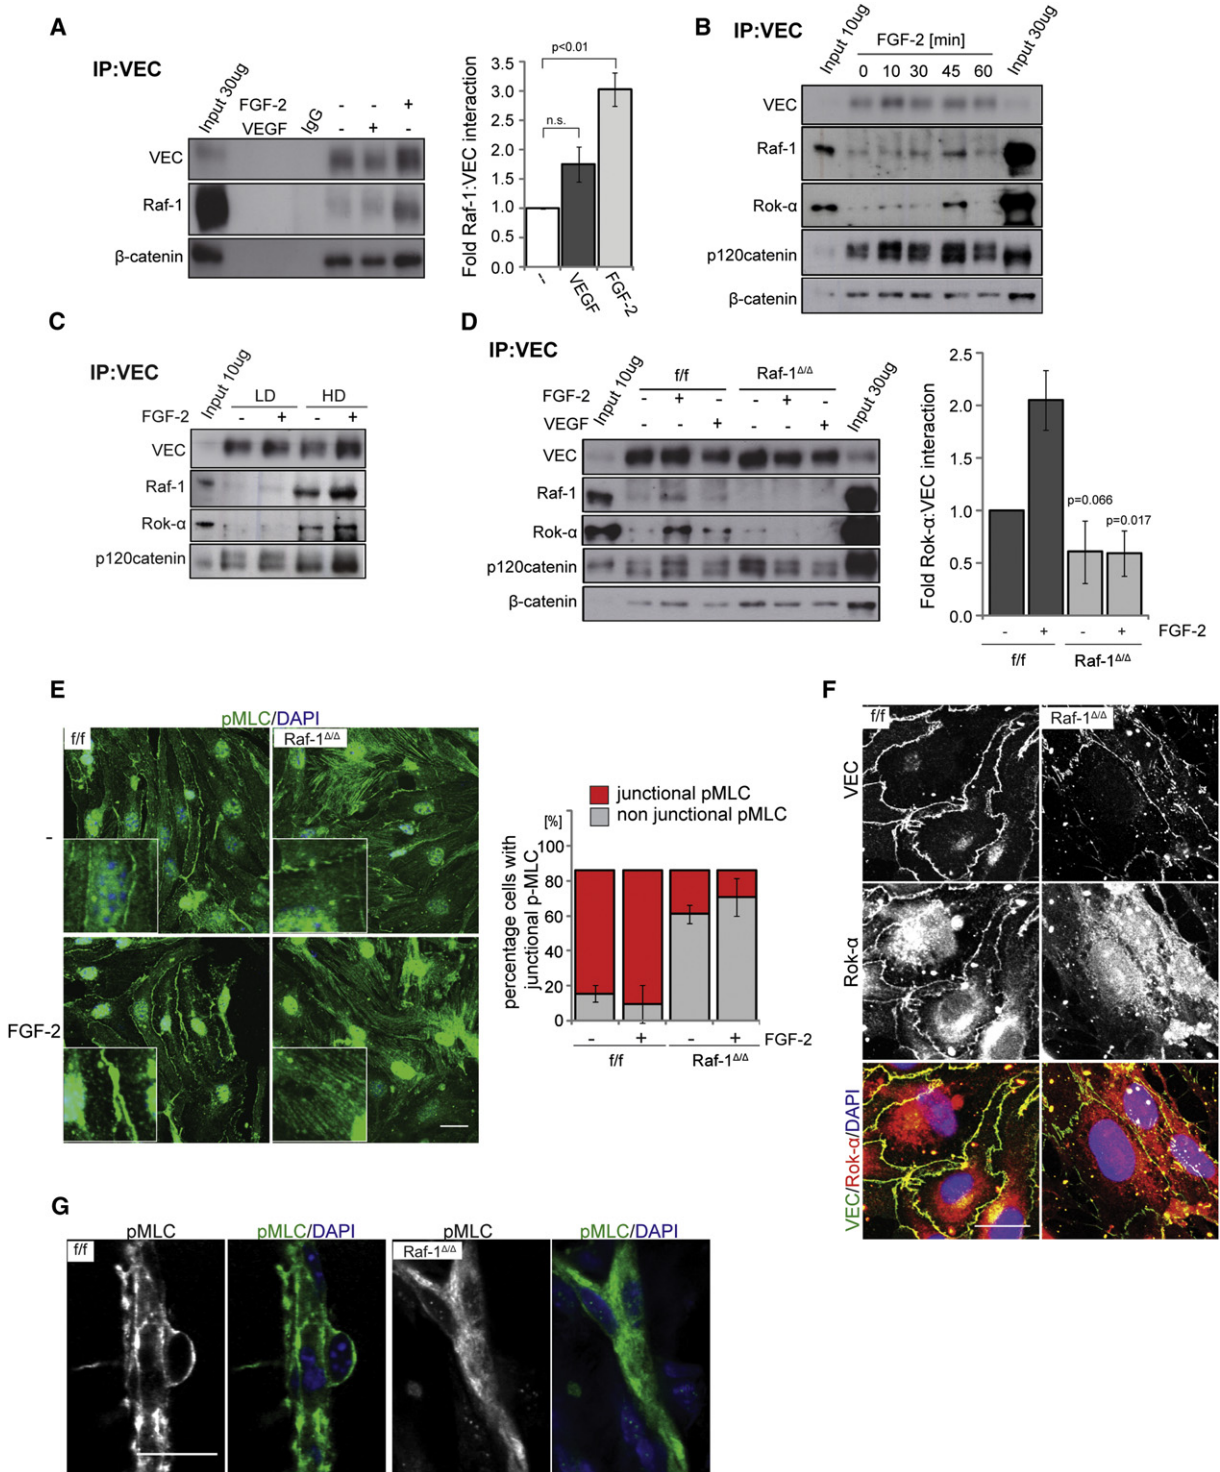 A
IP:VEC
Input 30ug
FGF-2 - - +
VEGF IgG - + -
VEC
Raf-1
β-catenin
Fold Raf-1:VEC interaction
3.5
3.0
2.5
2.0
1.5
1.0
0.5
0.0
p<0.01
n.s.
-- VEGF FGF-2
B
IP:VEC
Input 10ug
FGF-2 [min]
Input 30ug
0 10 30 45 60
VEC
Raf-1
Rok-α
p120catenin
β-catenin
C
IP:VEC
Input 10ug
LD HD
FGF-2 - + - +
VEC
Raf-1
Rok-α
p120catenin
D
IP:VEC
Input 10ug
f/f Raf-1Δ/Δ
Input 30ug
FGF-2 - + - - + -
VEGF - - + - - +
VEC
Raf-1
Rok-α
p120catenin
β-catenin
Fold Rok-α:VEC interaction
2.5
2.0
1.5
1.0
0.5
0.0
p=0.066
p=0.017
- + - + FGF-2
f/f Raf-1Δ/Δ
E
pMLC/DAPI
f/f
Raf-1Δ/Δ
-
FGF-2
junctional pMLC
non junctional pMLC
percentage cells with
junctional p-MLC
[%]
100
80
60
40
20
0
- + - + FGF-2
f/f Raf-1Δ/Δ
F
f/f
Raf-1Δ/Δ
VEC
Rok-α
VEC/Rok-α/DAPI
G
pMLC pMLC/DAPI pMLC pMLC/DAPI
f/f
Raf-1Δ/Δ